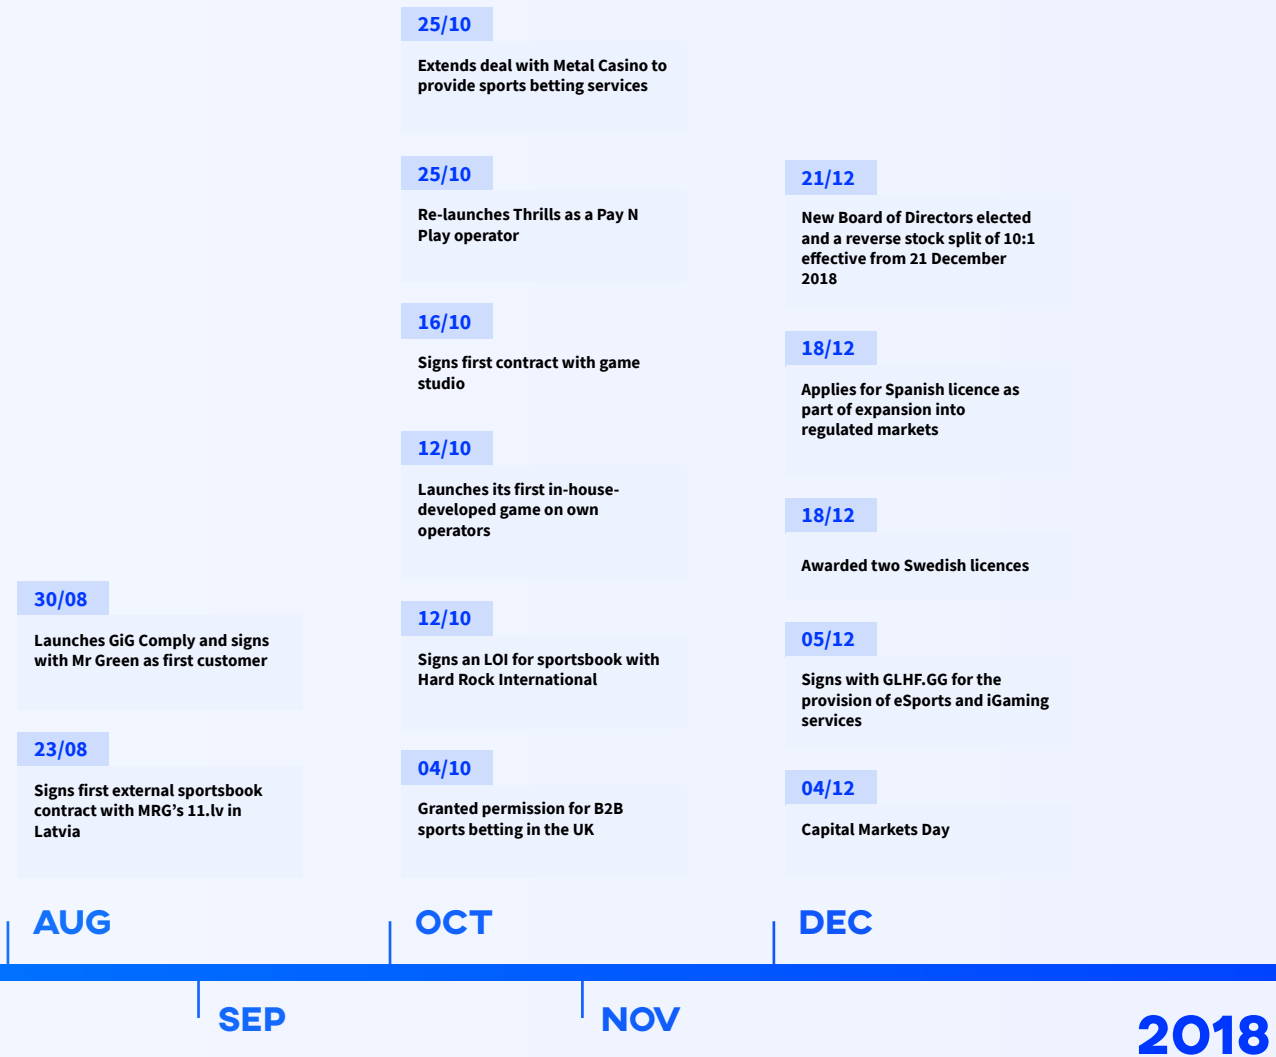 30/08
Launches GiG Comply and signs
with Mr Green as first customer
23/08
Signs first external sportsbook
contract with MRG’s 11.lv in
Latvia
AUG
SEP
25/10
Extends deal with Metal Casino to
provide sports betting services
25/10
Re-launches Thrills as a Pay N
Play operator
16/10
Signs first contract with game
studio
12/10
Launches its first in-house-
developed game on own
operators
12/10
Signs an LOI for sportsbook with
Hard Rock International
04/10
Granted permission for B2B
sports betting in the UK
OCT
NOV
21/12
New Board of Directors elected
and a reverse stock split of 10:1
effective from 21 December
2018
18/12
Applies for Spanish licence as
part of expansion into
regulated markets
18/12
Awarded two Swedish licences
05/12
Signs with GLHF.GG for the
provision of eSports and iGaming
services
04/12
Capital Markets Day
DEC
2018